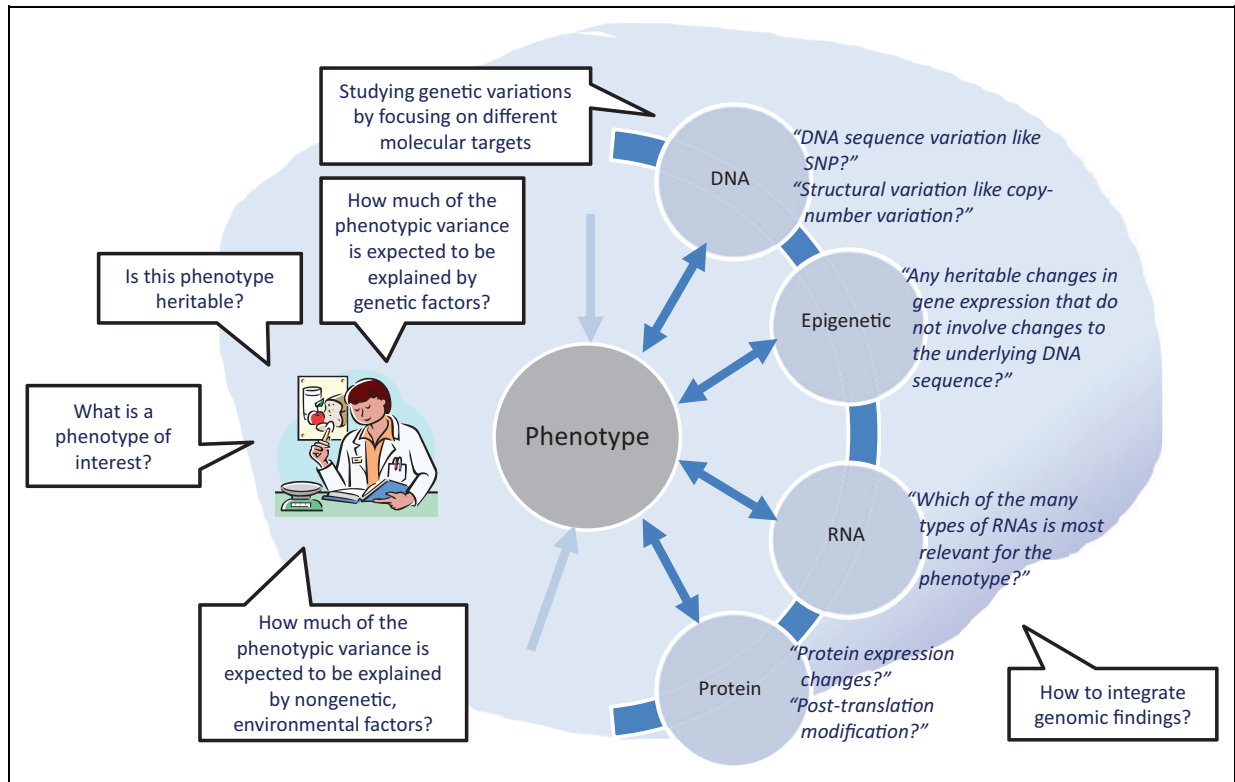 Studying genetic variations
by focusing on different
molecular targets
How much of the
phenotypic variance
is expected to be
explained by
genetic factors?
Is this phenotype
heritable?
What is a
phenotype of
interest?
How much of the
phenotypic variance is
expected to be explained
by nongenetic,
environmental factors?
Phenotype
DNA
“DNA sequence variation like
SNP?”
“Structural variation like copy-
number variation?”
Epigenetic
“Any heritable changes in
gene expression that do
not involve changes to
the underlying DNA
sequence?”
RNA
“Which of the many
types of RNAs is most
relevant for the
phenotype?”
Protein
“Protein expression
changes?”
“Post-translation
modification?”
How to integrate
genomic findings?